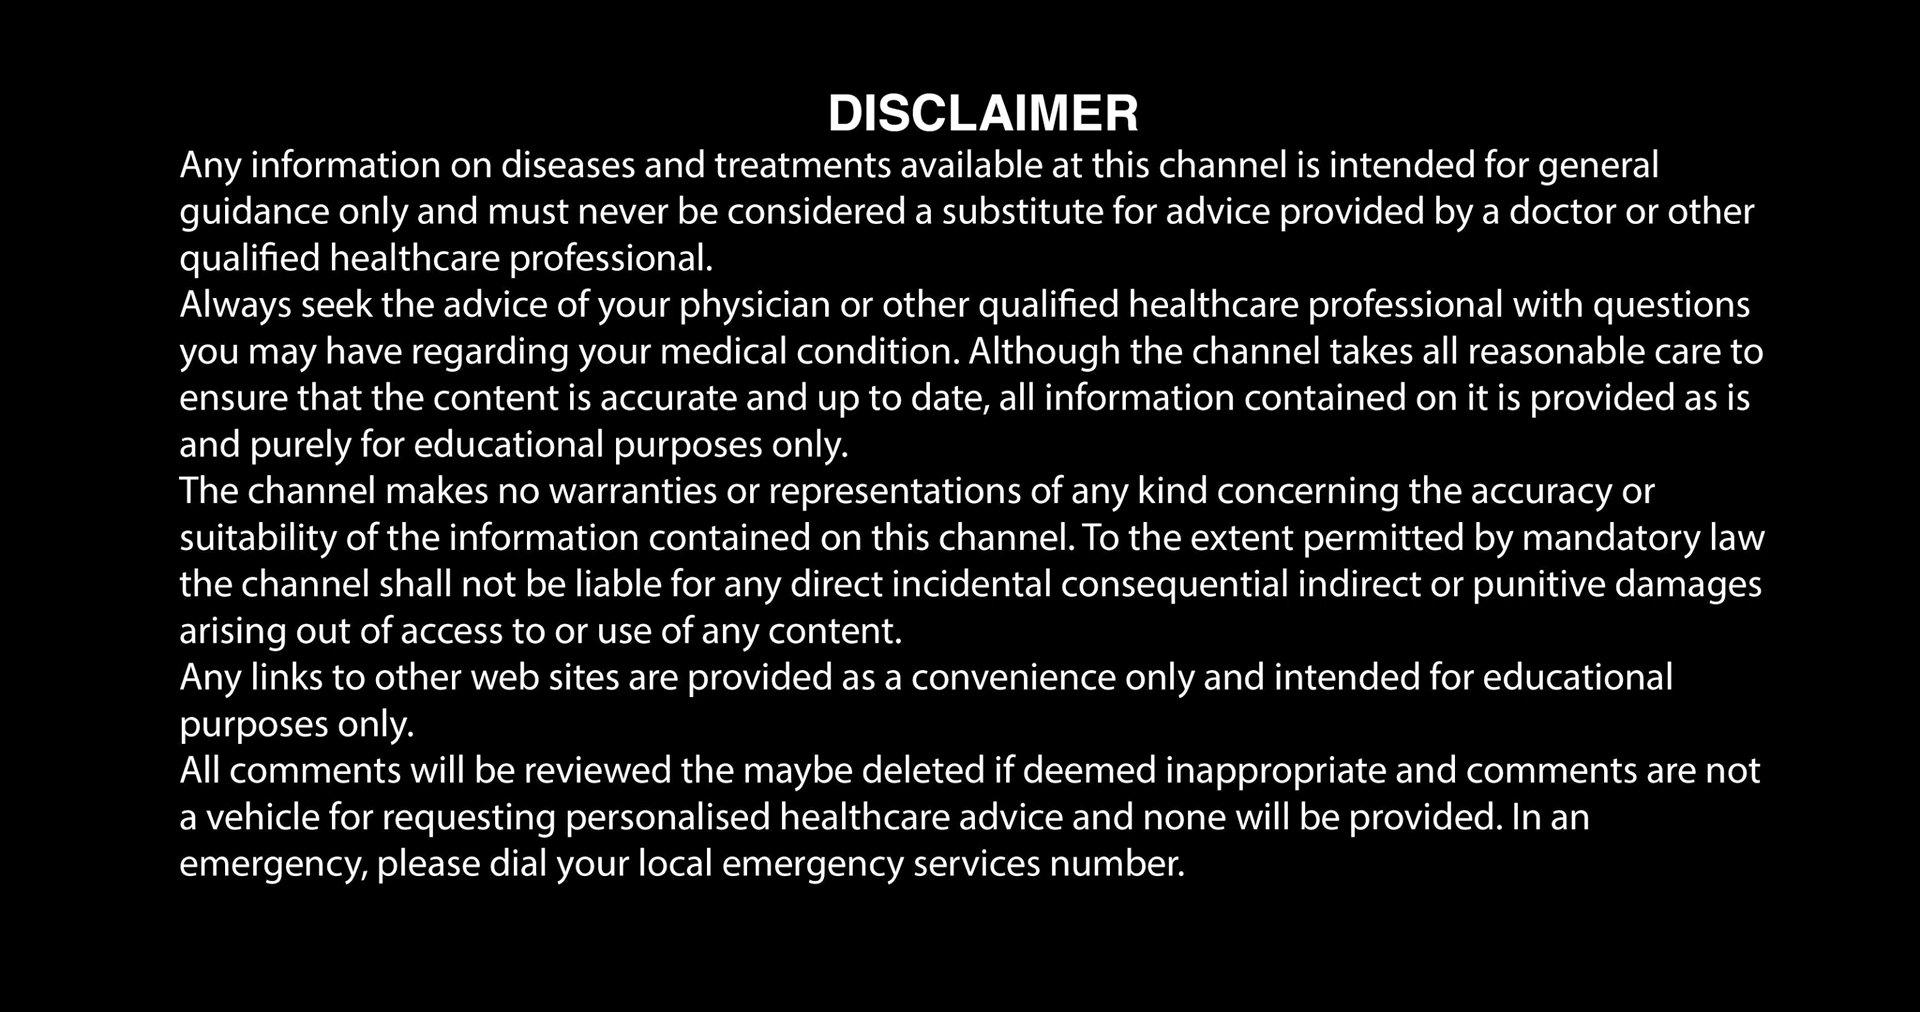 DISCLAIMER
Any information on diseases and treatments available at this channel is intended for general
guidance only and must never be considered a substitute for advice provided by a doctor or other
qualified healthcare professional.
Always seek the advice of your physician or other qualified healthcare professional with questions
you may have regarding your medical condition. Although the channel takes all reasonable care to
ensure that the content is accurate and up to date, all information contained on it is provided as is
and purely for educational purposes only.
The channel makes no warranties or representations of any kind concerning the accuracy or
suitability of the information contained on this channel. To the extent permitted by mandatory law
the channel shall not be liable for any direct incidental consequential indirect or punitive damages
arising out of access to or use of any content.
Any links to other web sites are provided as a convenience only and intended for educational
purposes only.
All comments will be reviewed the maybe deleted if deemed inappropriate and comments are not
a vehicle for requesting personalised healthcare advice and none will be provided. In an
emergency, please dial your local emergency services number.